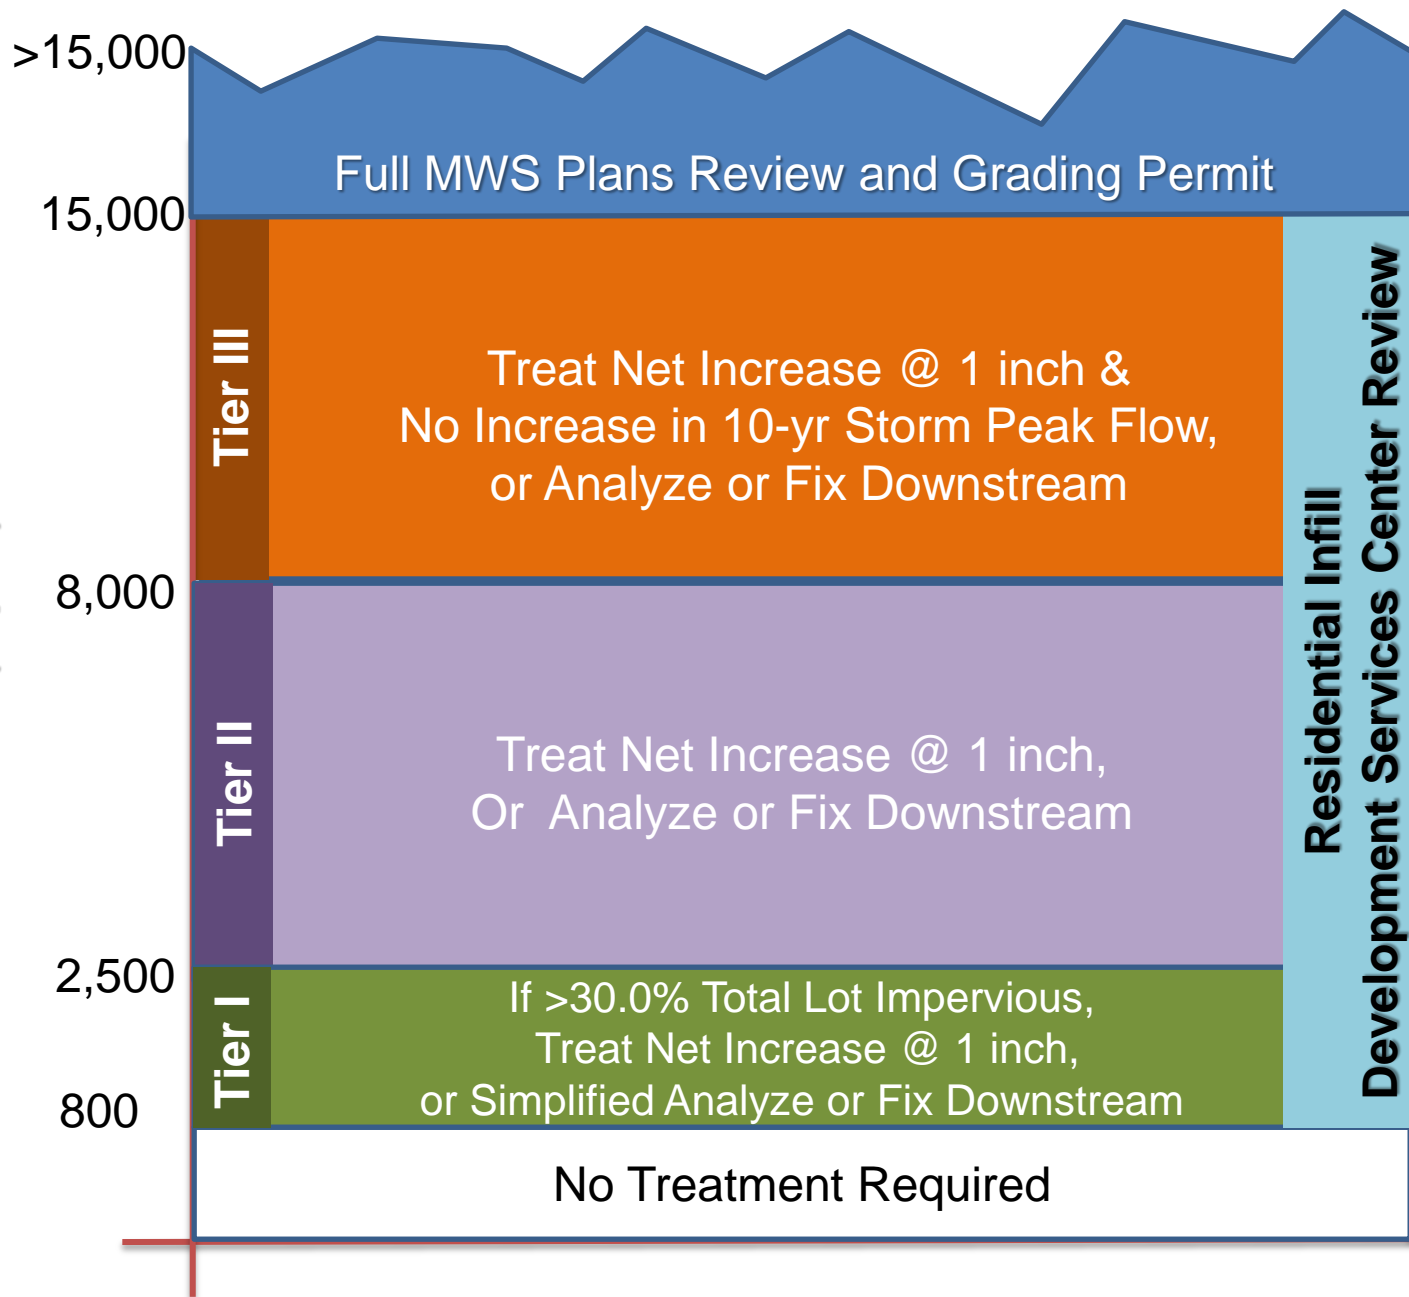 >15,000
Full MWS Plans Review and Grading Permit
15,000
Tier III
Treat Net Increase @ 1 inch &
No Increase in 10-yr Storm Peak Flow,
or Analyze or Fix Downstream
8,000
Tier II
Treat Net Increase @ 1 inch,
Or  Analyze or Fix Downstream
2,500
Tier I
If >30.0% Total Lot Impervious,
Treat Net Increase @ 1 inch,
or Simplified Analyze or Fix Downstream
800
No Treatment Required
Residential Infill
Development Services Center Review